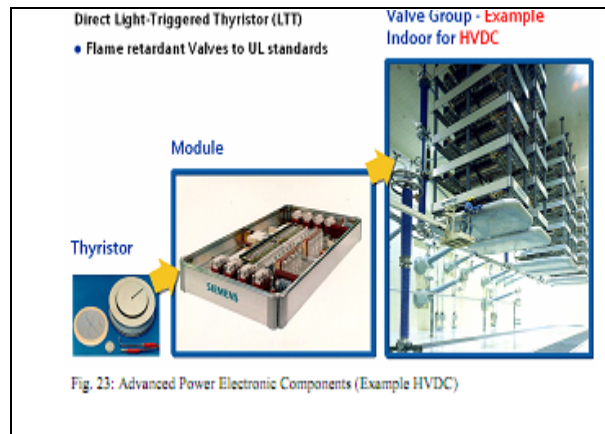 Direct Light-Triggered Thyristor (LTT)
• Flame retardant Valves to UL standards
Valve Group - Example
Indoor for HVDC
Module
Thyristor
SIEMENS
Fig. 23: Advanced Power Electronic Components (Example HVDC)